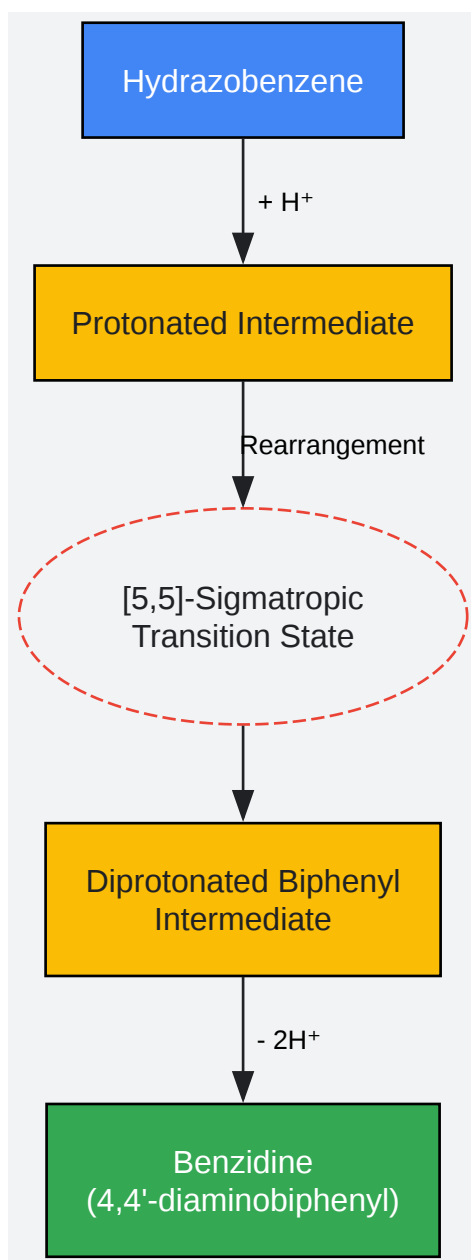 Hydrazobenzene
+ H⁺
Protonated Intermediate
Rearrangement
[5,5]-Sigmatropic
Transition State
Diprotonated Biphenyl
Intermediate
- 2H⁺
Benzidine
(4,4'-diaminobiphenyl)